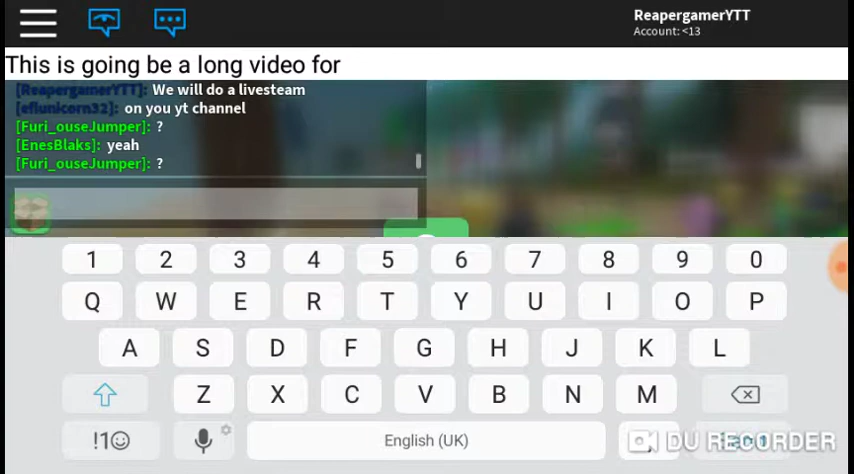 ReapergamerYTT
Account: <13
This is going be a long video for
[ReapergamerYTT]: We will do a livesteam
[eflunicorn32]: on you yt channel
[Furi_ouseJumper]: ?
[EnesBlaks]: yeah
[Furi_ouseJumper]: ?
1 2 3 4 5 6 7 8 9 0
Q W E R T Y U I O P
A S D F G H J K L
Z X C V B N M
!1☺ English (UK)
DU RECORDER